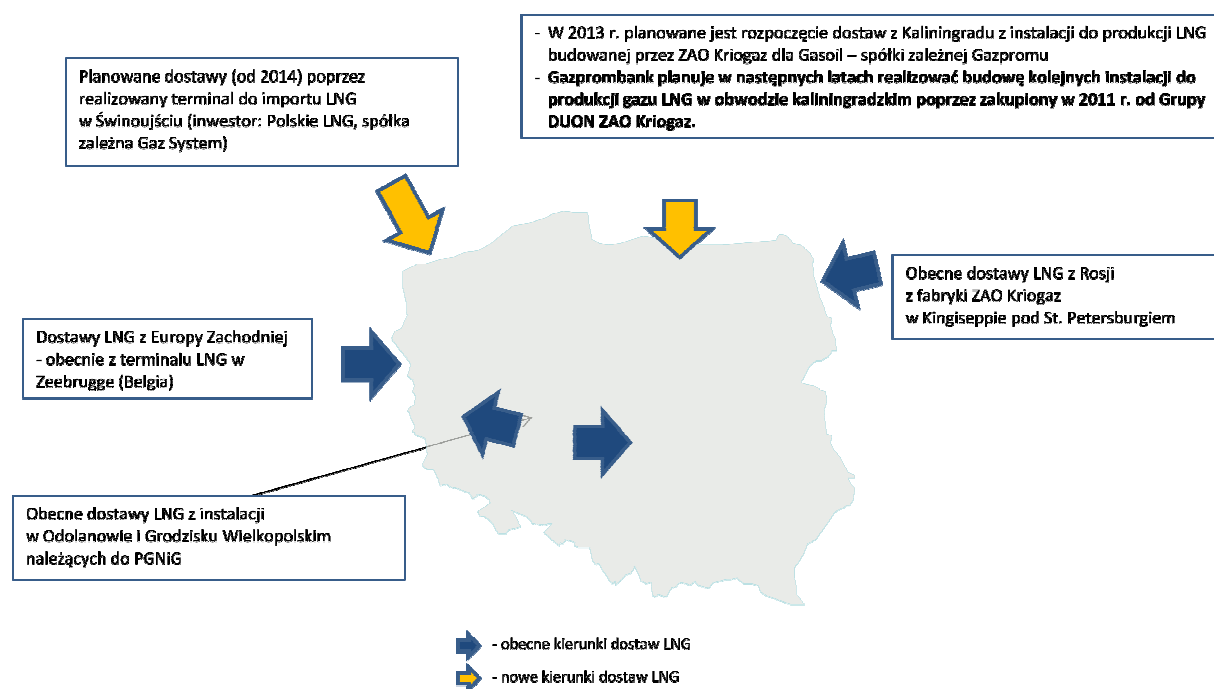 - W 2013 r. planowane jest rozpoczęcie dostaw z Kaliningradu z instalacji do produkcji LNG
budowanej przez ZAO Kriogaz dla Gasoil – spółki zależnej Gazpromu
- Gazprombank planuje w następnych latach realizować budowę kolejnych instalacji do
produkcji gazu LNG w obwodzie kaliningradzkim poprzez zakupiony w 2011 r. od Grupy
DUON ZAO Kriogaz.
Planowane dostawy (od 2014) poprzez
realizowany terminal do importu LNG
w Świnoujściu (inwestor: Polskie LNG, spółka
zależna Gaz System)
Obecne dostawy LNG z Rosji
z fabryki ZAO Kriogaz
w Kingiseppie pod St. Petersburgiem
Dostawy LNG z Europy Zachodniej
- obecnie z terminalu LNG w
Zeebrugge (Belgia)
Obecne dostawy LNG z instalacji
w Odolanowie i Grodzisku Wielkopolskim
należących do PGNiG
- obecne kierunki dostaw LNG
- nowe kierunki dostaw LNG